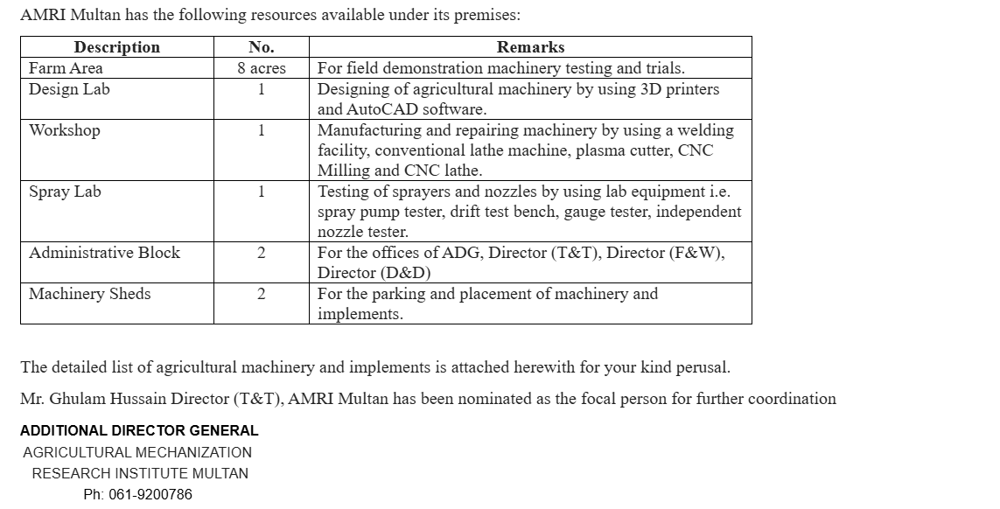 AMRI Multan has the following resources available under its premises:
Description No. Remarks
Farm Area 8 acres For field demonstration machinery testing and trials.
Design Lab 1 Designing of agricultural machinery by using 3D printers
and AutoCAD software.
Workshop 1 Manufacturing and repairing machinery by using a welding
facility, conventional lathe machine, plasma cutter, CNC
Milling and CNC lathe.
Spray Lab 1 Testing of sprayers and nozzles by using lab equipment i.e.
spray pump tester, drift test bench, gauge tester, independent
nozzle tester.
Administrative Block 2 For the offices of ADG, Director (T&T), Director (F&W),
Director (D&D)
Machinery Sheds 2 For the parking and placement of machinery and
implements.
The detailed list of agricultural machinery and implements is attached herewith for your kind perusal.
Mr. Ghulam Hussain Director (T&T), AMRI Multan has been nominated as the focal person for further coordination
ADDITIONAL DIRECTOR GENERAL
AGRICULTURAL MECHANIZATION
RESEARCH INSTITUTE MULTAN
Ph: 061-9200786